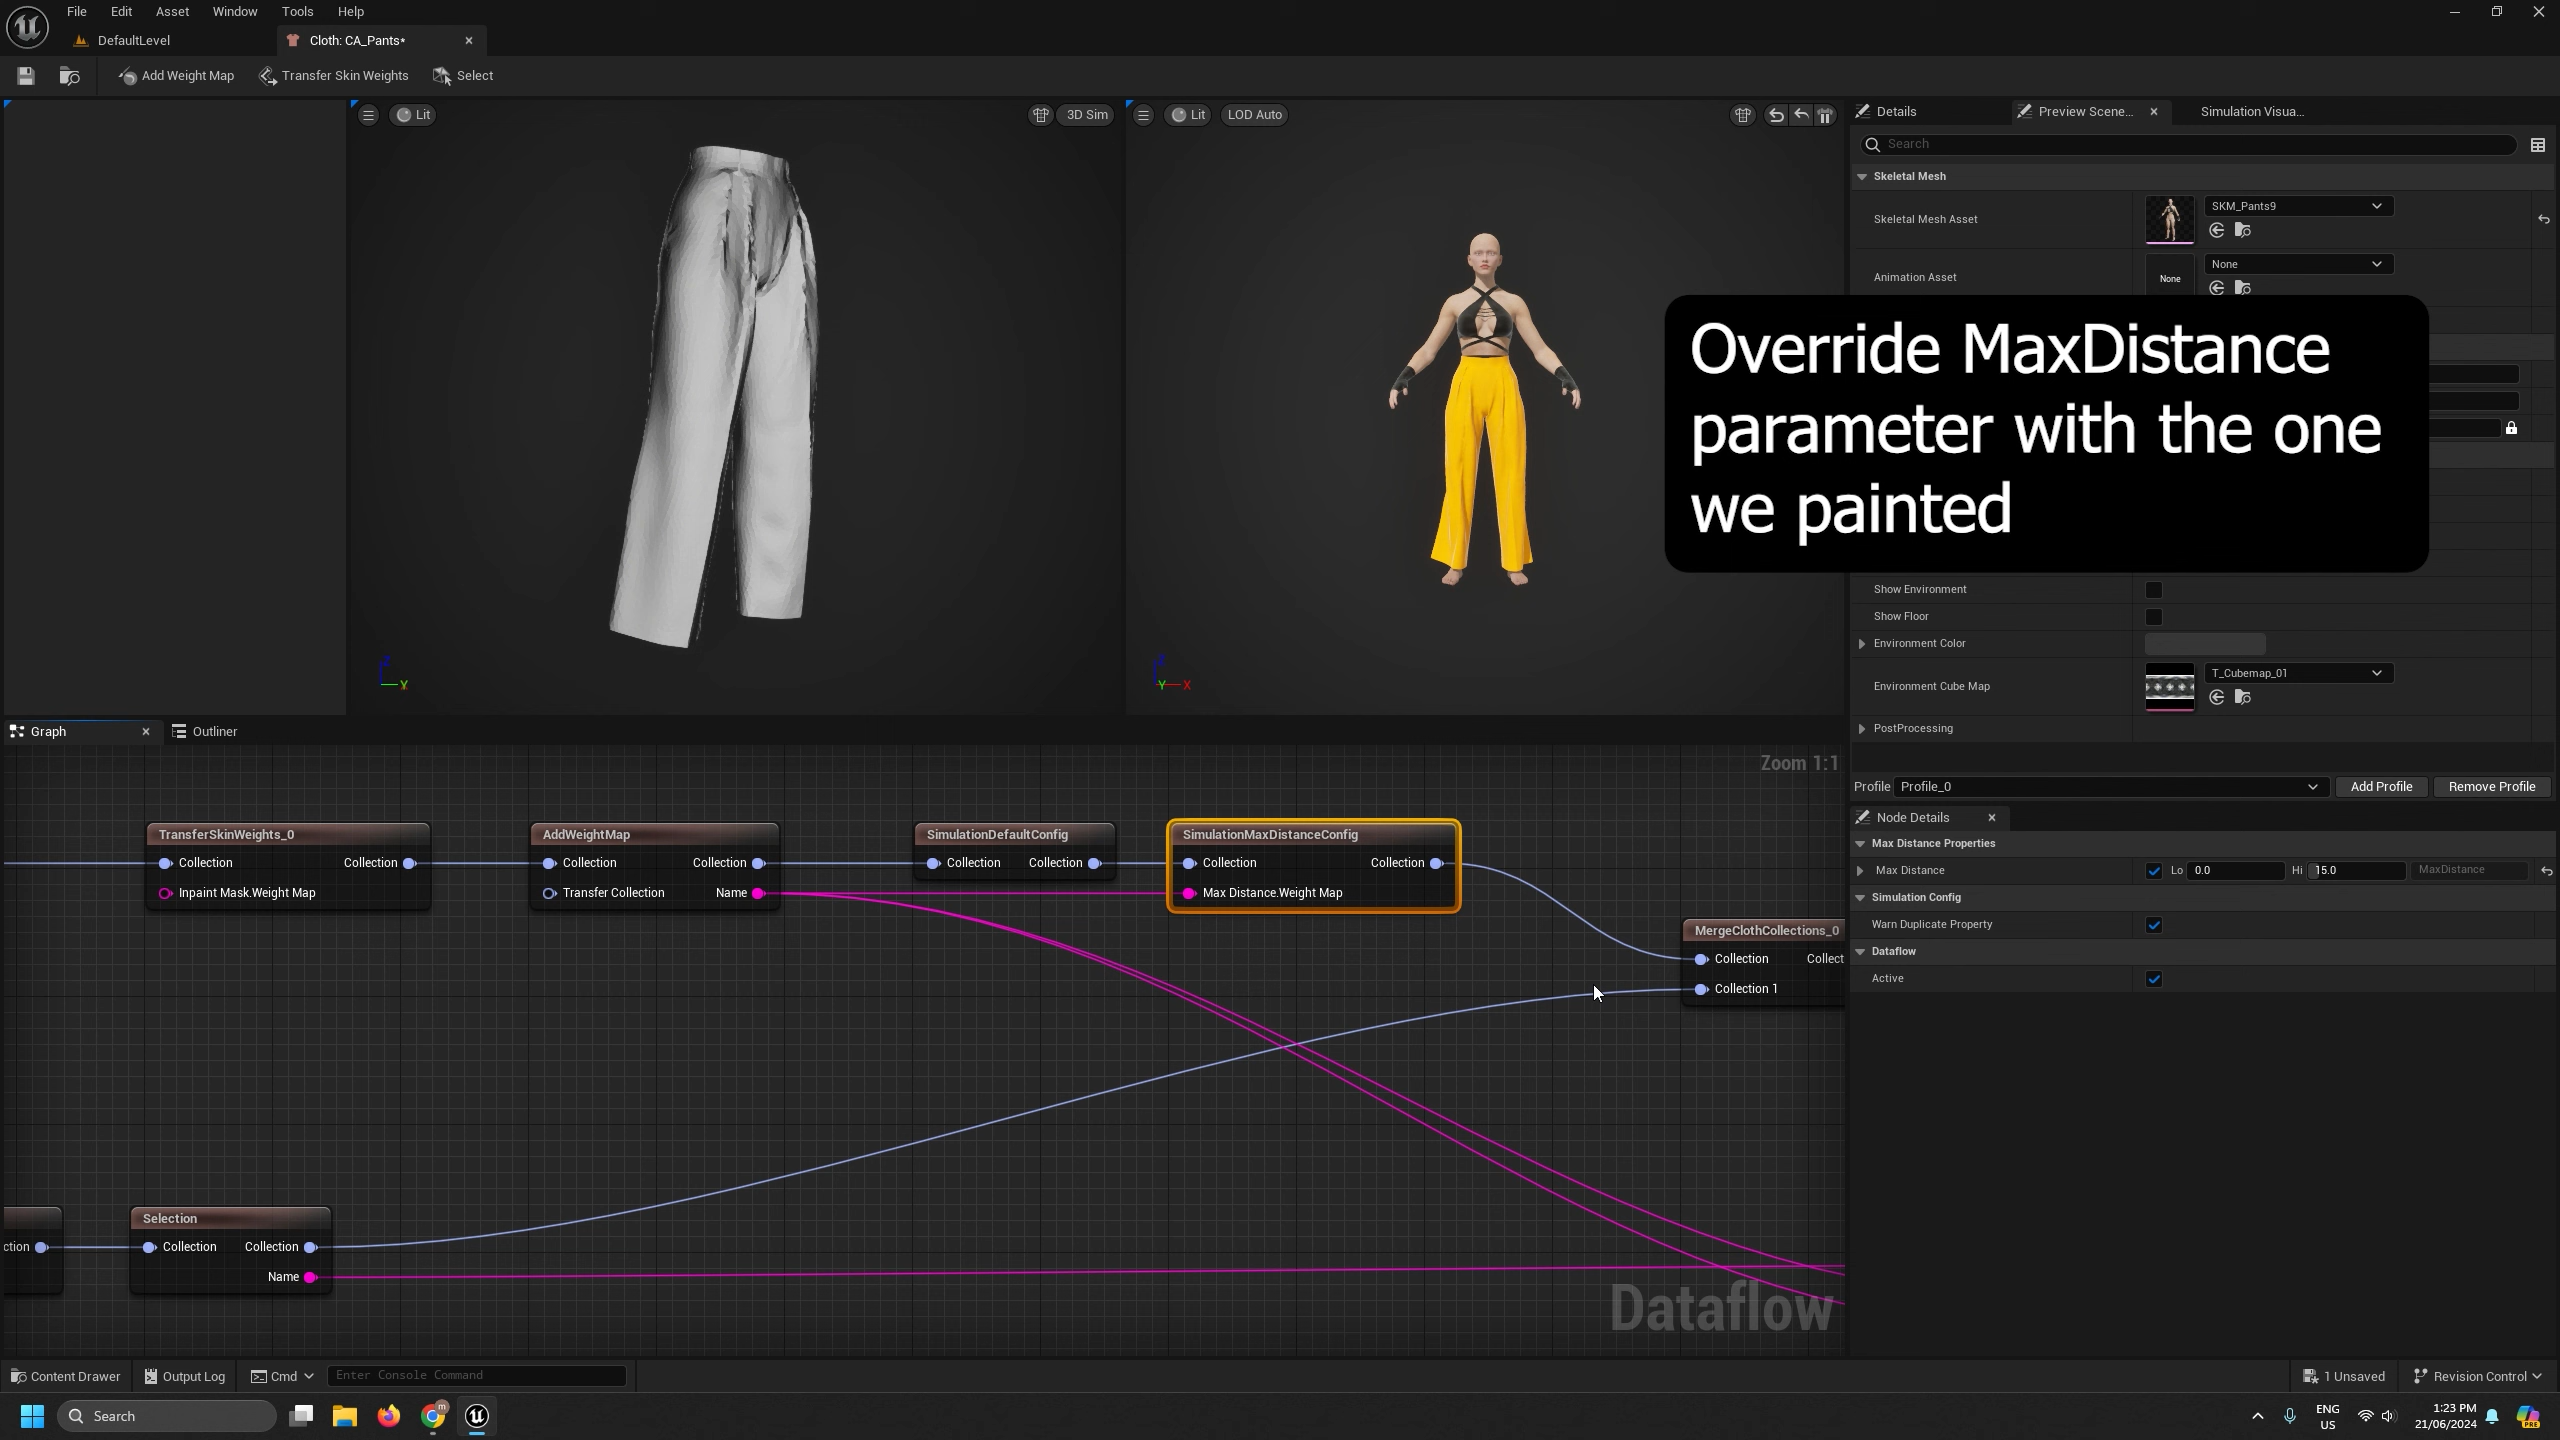 File Edit Asset Window Tools Help
DefaultLevel
Cloth: CA_Pants*
Add Weight Map
Transfer Skin Weights
Select
Lit
3D Sim
Lit
LOD Auto
Details
Preview Scene...
Simulation Visua...
Search
Skeletal Mesh
Skeletal Mesh Asset
SKM_Pants9
Animation Asset
None
None
Override MaxDistance
parameter with the one
we painted
Show Environment
Show Floor
Environment Color
Environment Cube Map
T_Cubemap_01
PostProcessing
Z
Y
Z
Y X
Graph
Outliner
Zoom 1:1
Profile Profile_0
Add Profile
Remove Profile
Node Details
Max Distance Properties
Max Distance
Lo 0.0
Hi 15.0
MaxDistance
Simulation Config
Warn Duplicate Property
Dataflow
Active
TransferSkinWeights_0
Collection Collection
Inpaint Mask.Weight Map
AddWeightMap
Collection Collection
Transfer Collection Name
SimulationDefaultConfig
Collection Collection
SimulationMaxDistanceConfig
Collection Collection
Max Distance.Weight Map
MergeClothCollections_0
Collection Collect
Collection 1
ction
Selection
Collection Collection
Name
Dataflow
Content Drawer
Output Log
Cmd
Enter Console Command
1 Unsaved
Revision Control
Search
m
ENG
US
1:23 PM
21/06/2024
PRE